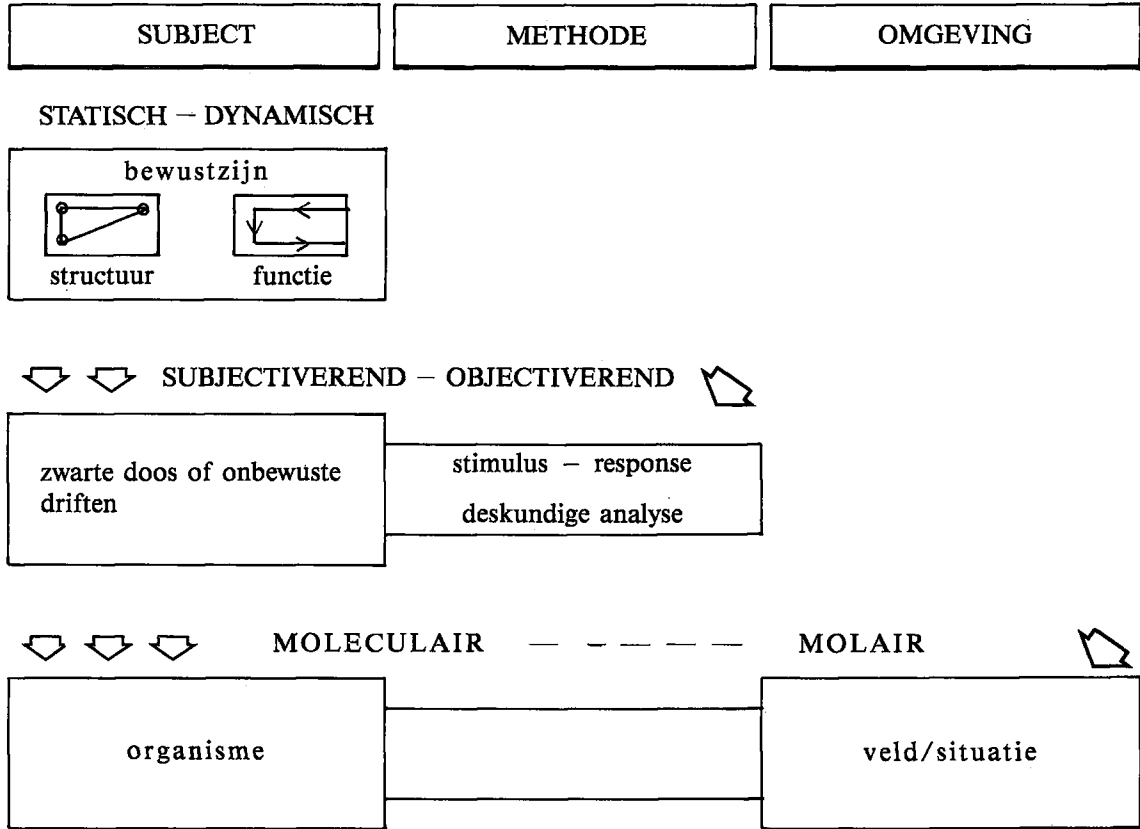 SUBJECT
METHODE
OMGEVING
STATISCH – DYNAMISCH
bewustzijn
structuur
functie
SUBJECTIVEREND – OBJECTIVEREND
zwarte doos of onbewuste
driften
stimulus – response
deskundige analyse
MOLECULAIR — – – – — MOLAIR
organisme
veld/situatie